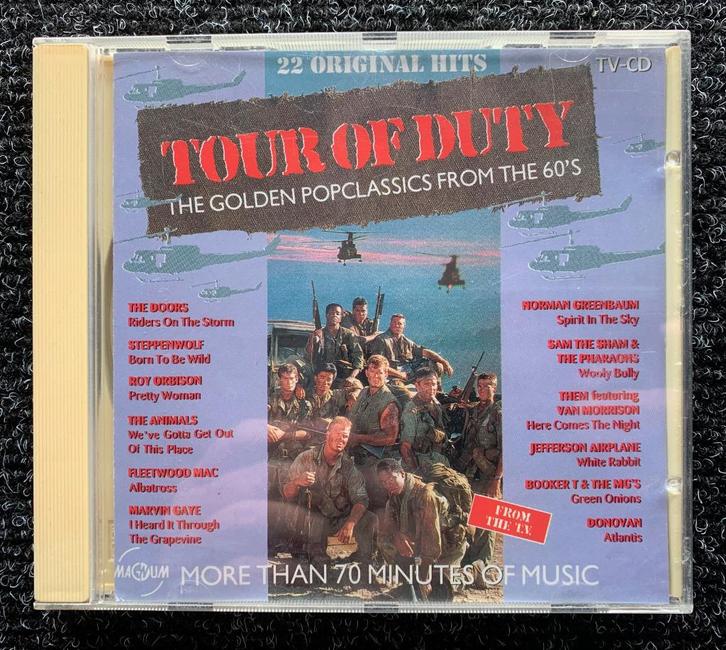 22 ORIGINAL HITS
TV-CD
TOUR OF DUTY
THE GOLDEN POPCLASSICS FROM THE 60'S
THE DOORS
Riders On The Storm
STEPPENWOLF
Born To Be Wild
ROY ORBISON
Pretty Woman
THE ANIMALS
We've Gotta Get Out
Of This Place
FLEETWOOD MAC
Albatross
MARVIN GAYE
I Heard It Through
The Grapevine
NORMAN GREENBAUM
Spirit In The Sky
SAM THE SHAM &
THE PHARAOHS
Wooly Bully
THEM featuring
VAN MORRISON
Here Comes The Night
JEFFERSON AIRPLANE
White Rabbit
BOOKER T & THE MG'S
Green Onions
DONOVAN
Atlantis
FROM
THE T.V.
MAGNUM
MORE THAN 70 MINUTES OF MUSIC